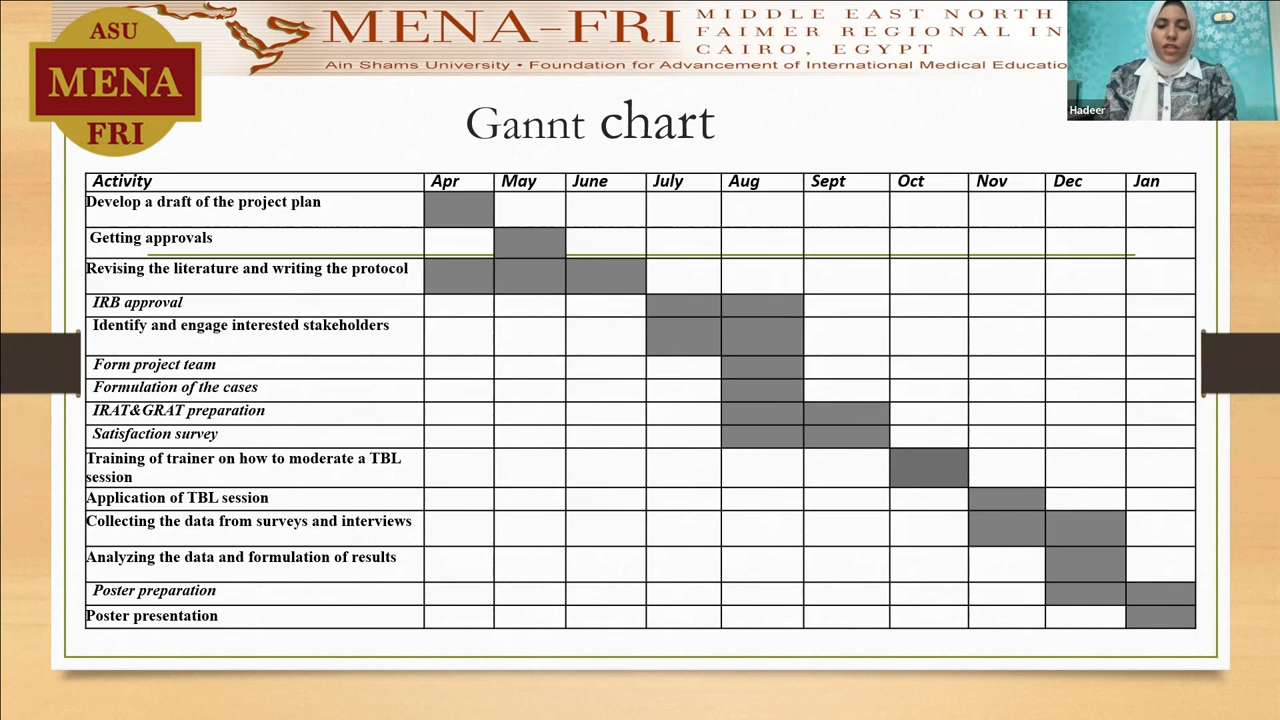 ASU
MENA
FRI
MENA-FRI
MIDDLE EAST NORTH
FAIMER REGIONAL IN
CAIRO, EGYPT
Ain Shams University • Foundation for Advancement of International Medical Educatio
Hadeer
Gannt chart
Activity Apr May June July Aug Sept Oct Nov Dec Jan
Develop a draft of the project plan
Getting approvals
Revising the literature and writing the protocol
IRB approval
Identify and engage interested stakeholders
Form project team
Formulation of the cases
IRAT&GRAT preparation
Satisfaction survey
Training of trainer on how to moderate a TBL
session
Application of TBL session
Collecting the data from surveys and interviews
Analyzing the data and formulation of results
Poster preparation
Poster presentation